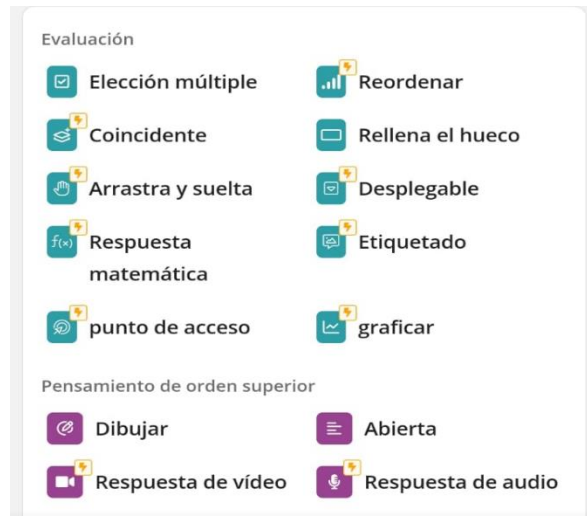 Evaluación
Elección múltiple
Reordenar
Coincidente
Rellena el hueco
Arrastra y suelta
Desplegable
f(x)
Respuesta
matemática
Etiquetado
punto de acceso
graficar
Pensamiento de orden superior
Dibujar
Abierta
Respuesta de vídeo
Respuesta de audio